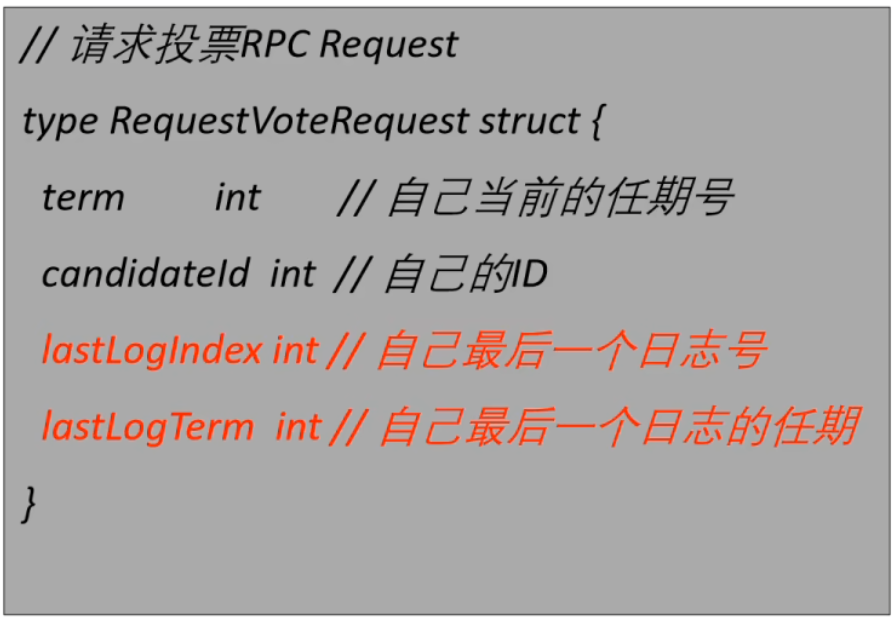 // 请求投票RPC Request
type RequestVoteRequest struct {
term int // 自己当前的任期号
candidateId int // 自己的ID
lastLogIndex int // 自己最后一个日志号
lastLogTerm int // 自己最后一个日志的任期
}